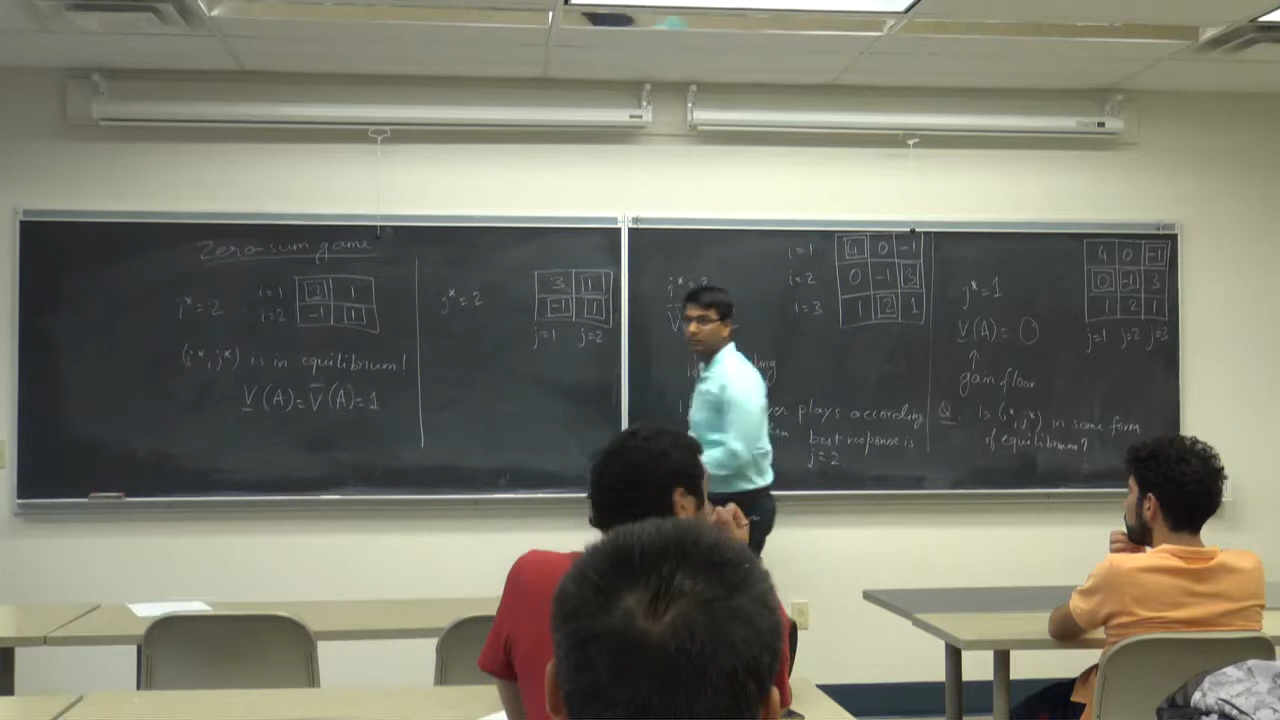 Zero-sum game
i*=2
i=1
i=2
2 1
-1 1
(i*, j*) is in equilibrium!
V(A)=V̄(A)=1
j*=2
3 1
-1 1
j=1 j=2
i=1
i=2
i=3
4 0 -1
0 -1 3
1 2 1
plays according
best response is
j=2
j*=1
V(A)=0
↑
gain floor
4 0 -1
0 -1 3
1 2 1
j=1 j=2 j=3
Q. Is (i*, j*) in some form
of equilibrium?